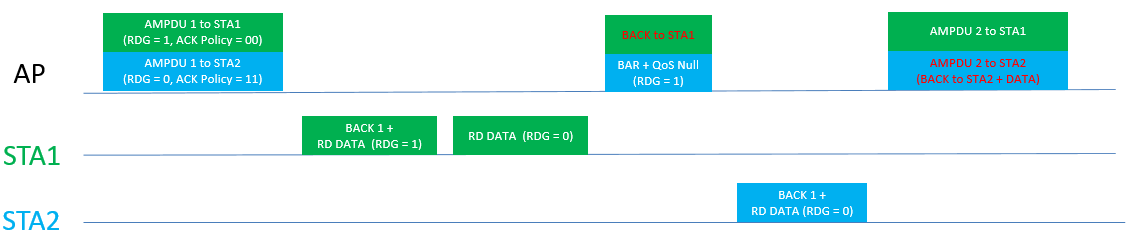 AMPDU 1 to STA1
(RDG = 1, ACK Policy = 00)
AMPDU 1 to STA2
(RDG = 0, ACK Policy = 11)
BACK to STA1
BAR + QoS Null
(RDG = 1)
AMPDU 2 to STA1
AMPDU 2 to STA2
(BACK to STA2 + DATA)
AP
BACK 1 +
RD DATA (RDG = 1)
RD DATA (RDG = 0)
STA1
BACK 1 +
RD DATA (RDG = 0)
STA2